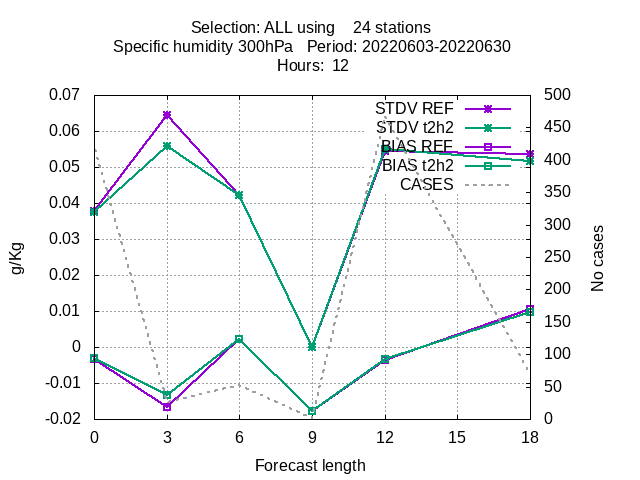 Selection: ALL using    24 stations
Specific humidity 300hPa   Period: 20220603-20220630
Hours:  12
STDV REF
STDV t2h2
BIAS REF
BIAS t2h2
CASES
0.07
0.06
0.05
0.04
0.03
0.02
0.01
0
-0.01
-0.02
g/Kg
500
450
400
350
300
250
200
150
100
50
0
No cases
0 3 6 9 12 15 18
Forecast length